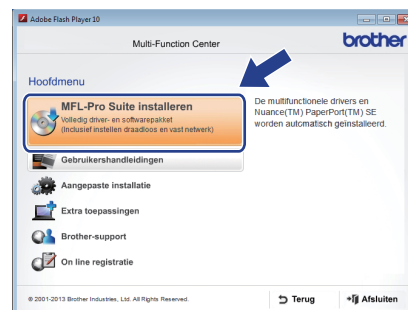 Adobe Flash Player 10
Multi-Function Center
brother
Hoofdmenu
MFL-Pro Suite installeren
Volledig driver- en softwarepakket
(Inclusief instellen draadloos en vast netwerk)
De multifunctionele drivers en
Nuance(TM) PaperPort(TM) SE
worden automatisch geïnstalleerd.
Gebruikershandleidingen
Aangepaste installatie
Extra toepassingen
Brother-support
On line registratie
© 2001-2013 Brother Industries, Ltd. All Rights Reserved.
Terug
Afsluiten